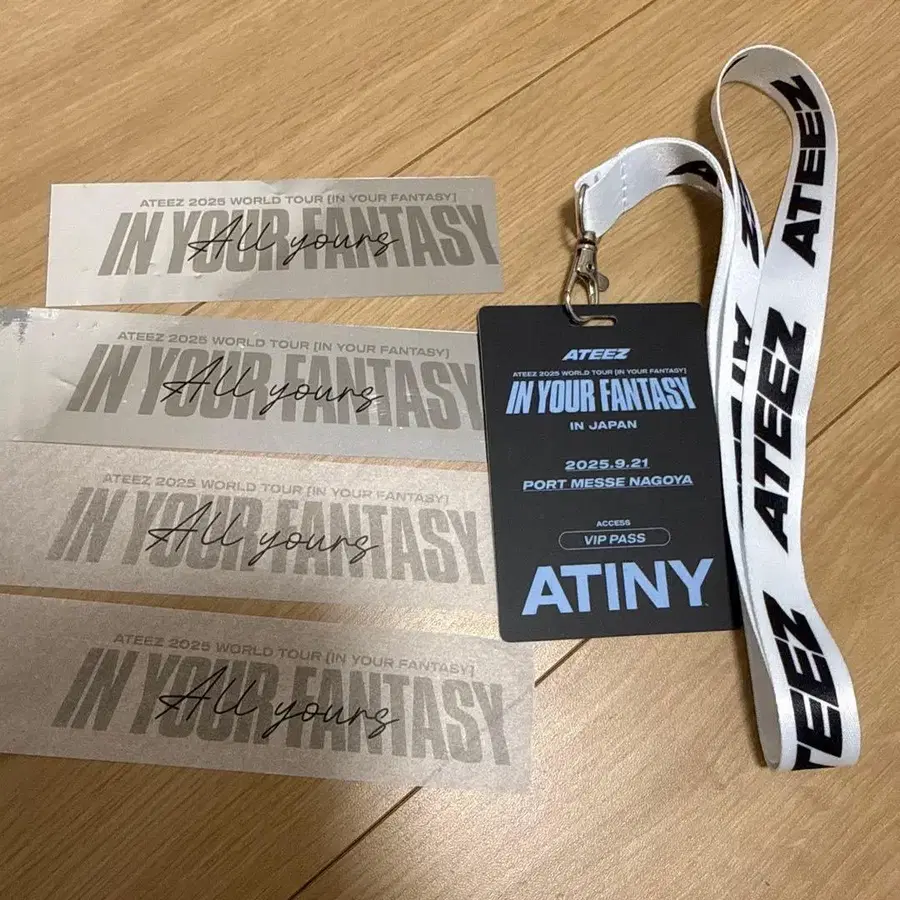 ATEEZ 2025 WORLD TOUR [IN YOUR FANTASY]
IN YOUR FANTASY
All yours
ATEEZ 2025 WORLD TOUR [IN YOUR FANTASY]
IN YOUR FANTASY
All yours
ATEEZ 2025 WORLD TOUR [IN YOUR FANTASY]
IN YOUR FANTASY
All yours
ATEEZ 2025 WORLD TOUR [IN YOUR FANTASY]
IN YOUR FANTASY
All yours
ATEEZ
ATEEZ 2025 WORLD TOUR [IN YOUR FANTASY]
IN YOUR FANTASY
IN JAPAN
2025.9.21
PORT MESSE NAGOYA
ACCESS
VIP PASS
ATINY
ATEEZ
ATEEZ
TEEZ